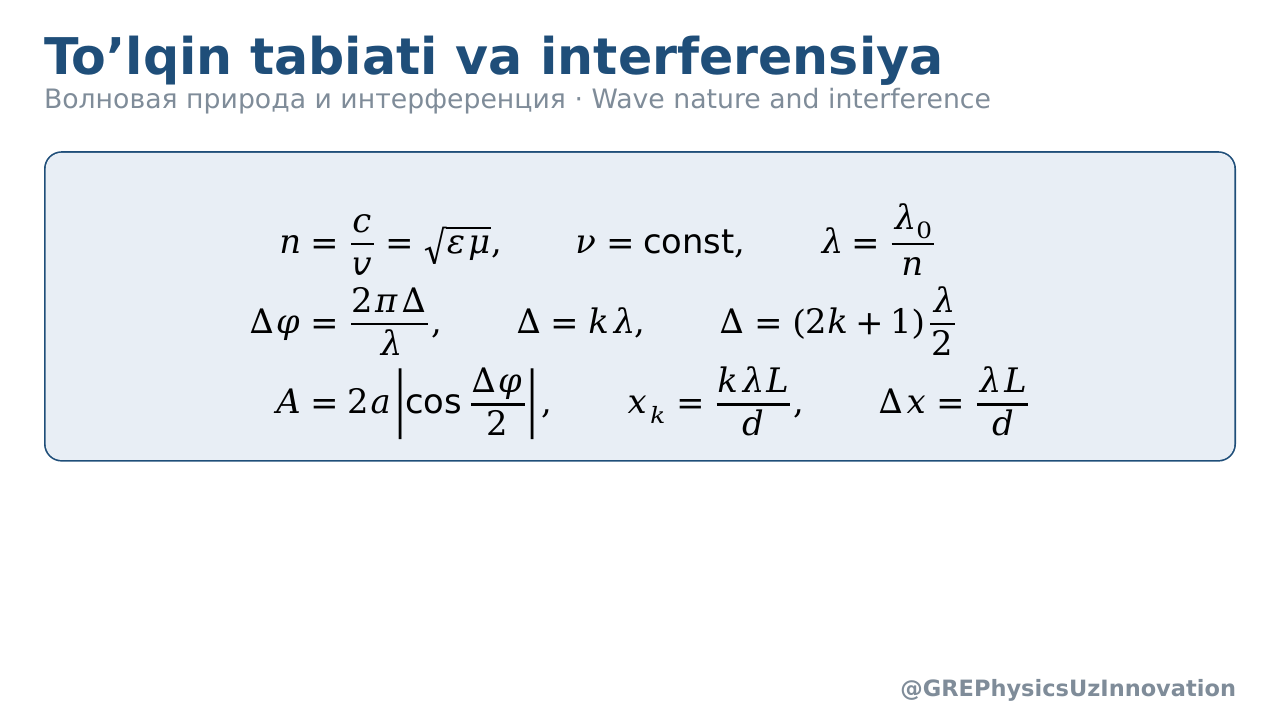 To’lqin tabiati va interferensiya
Волновая природа и интерференция · Wave nature and interference
n = c/v = √εμ, ν = const, λ = λ₀/n
Δφ = 2πΔ/λ, Δ = kλ, Δ = (2k + 1)λ/2
A = 2a|cos Δφ/2|, xₖ = kλL/d, Δx = λL/d
@GREPhysicsUzInnovation